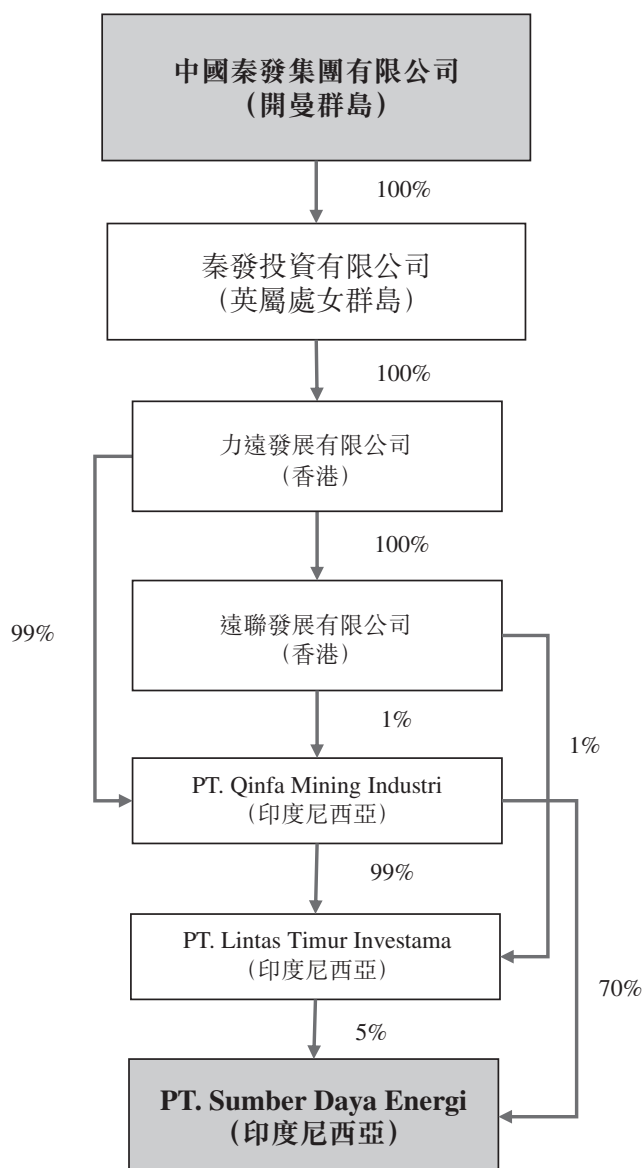 中國秦發集團有限公司
(開曼群島)
100%
秦發投資有限公司
(英屬處女群島)
100%
力遠發展有限公司
(香港)
100%
99%
遠聯發展有限公司
(香港)
1%
1%
PT. Qinfa Mining Industri
(印度尼西亞)
99%
PT. Lintas Timur Investama
(印度尼西亞)
70%
5%
PT. Sumber Daya Energi
(印度尼西亞)